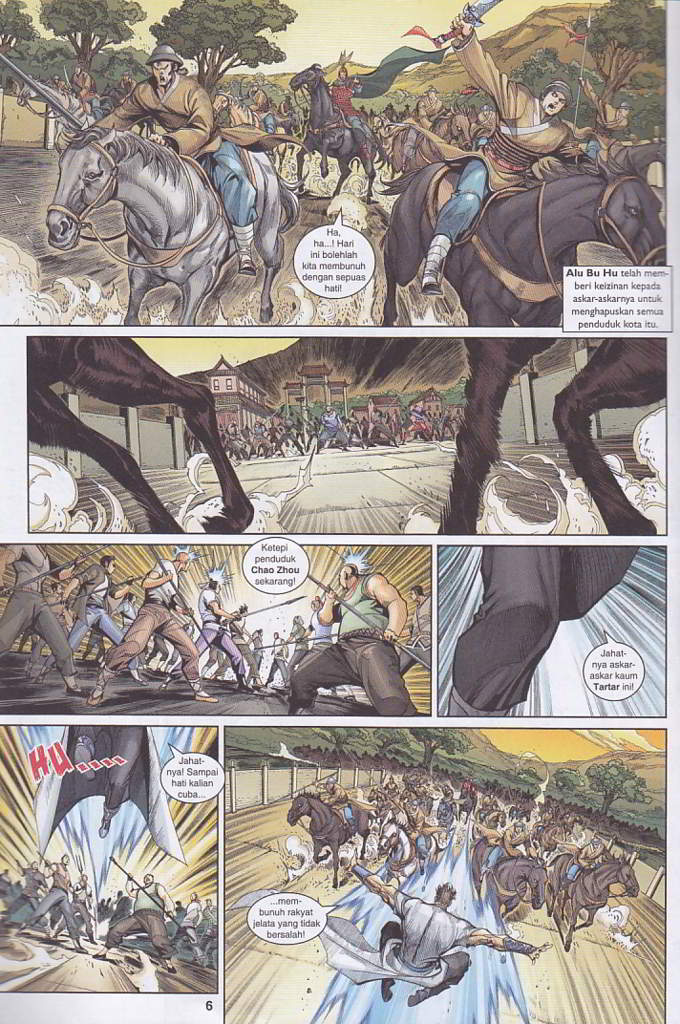 Ha,
ha...! Hari
ini bolehlah
kita membunuh
dengan sepuas
hati!
Alu Bu Hu telah mem-
beri keizinan kepada
askar-askarnya untuk
menghapuskan semua
penduduk kota itu.
Ketepi
penduduk
Chao Zhou
sekarang!
Jahat-
nya askar-
askar kaum
Tartar ini!
HU.....
Jahat-
nya! Sampai
hati kalian
cuba...
...mem-
bunuh rakyat
jelata yang tidak
bersalah!
6